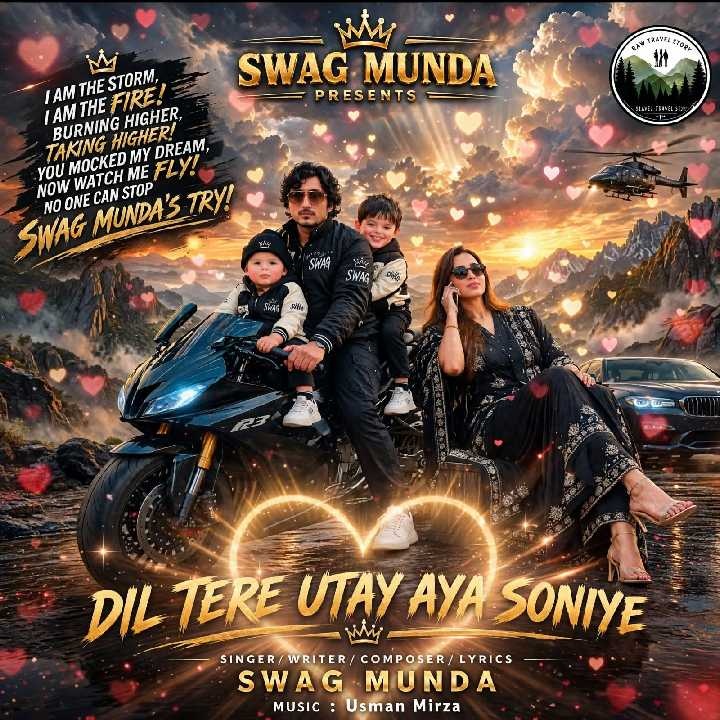 I AM THE STORM,
I AM THE FIRE!
BURNING HIGHER,
TAKING HIGHER!
YOU MOCKED MY DREAM,
NOW WATCH ME FLY!
NO ONE CAN STOP
SWAG MUNDA'S TRY!
SWAG MUNDA
PRESENTS
RAW TRAVEL STORY
SWAG
SWAG
SWAG
R3
DIL TERE UTAY AYA SONIYE
SINGER/WRITER/COMPOSER/LYRICS
SWAG MUNDA
MUSIC : Usman Mirza